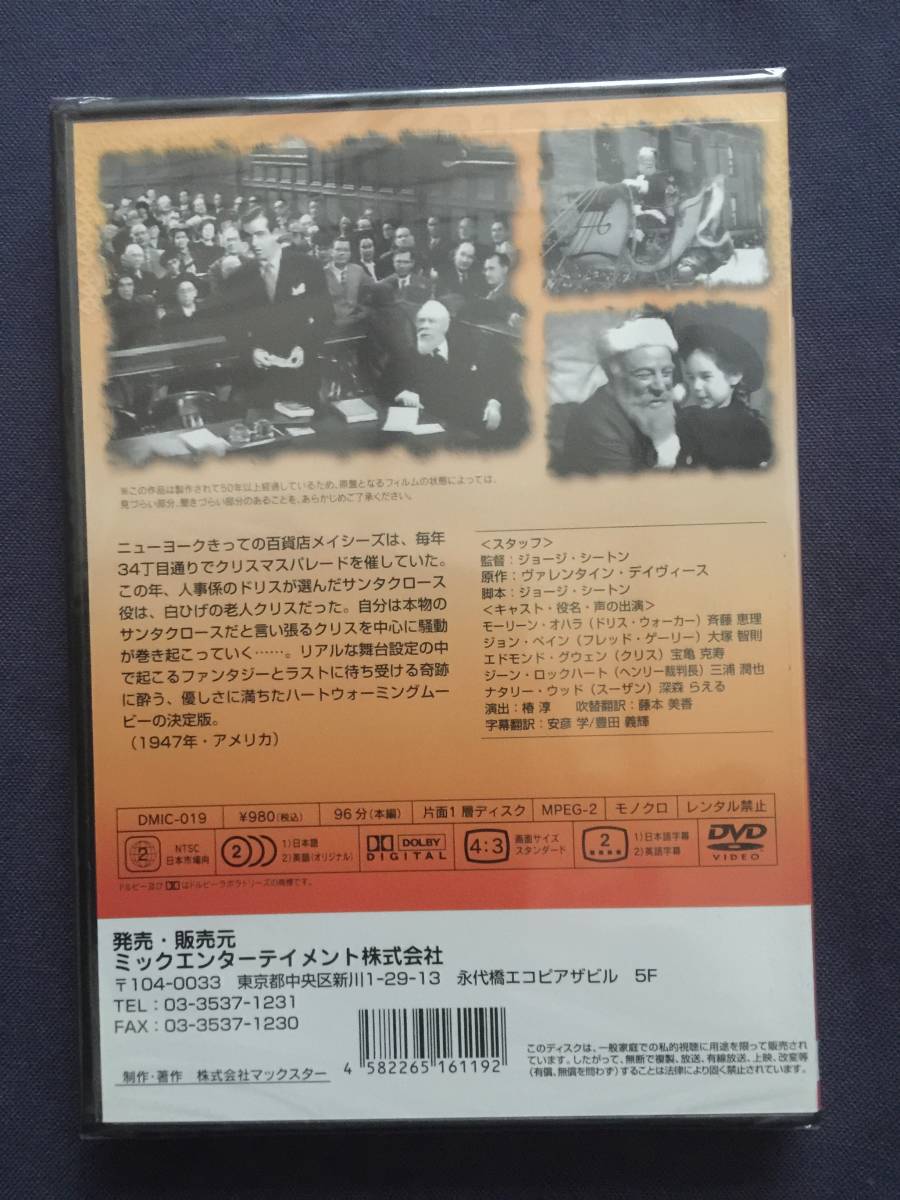 ※この作品は製作されて50年以上経過しているため、原盤となるフィルムの状態によっては、
見づらい部分、聞きづらい部分のあることを、あらかじめご了承ください。
ニューヨークきっての百貨店メイシーズは、毎年
34丁目通りでクリスマスパレードを催していた。
この年、人事係のドリスが選んだサンタクロース
役は、白ひげの老人クリスだった。自分は本物の
サンタクロースだと言い張るクリスを中心に騒動
が巻き起こっていく……。リアルな舞台設定の中
で起こるファンタジーとラストに待ち受ける奇跡
に酔う、優しさに満ちたハートウォーミングムー
ビーの決定版。
(1947年・アメリカ)
<スタッフ>
監督：ジョージ・シートン
原作：ヴァレンタイン・デイヴィース
脚本：ジョージ・シートン
<キャスト・役名・声の出演>
モーリーン・オハラ(ドリス・ウォーカー)斉藤 恵理
ジョン・ペイン(フレッド・ゲーリー)大塚 智則
エドモンド・グウェン(クリス)宝亀 克寿
ジーン・ロックハート(ヘンリー裁判長)三浦 潤也
ナタリー・ウッド(スーザン)深森 らえる
演出：椿 淳 吹替翻訳：藤本 美香
字幕翻訳：安彦 学/豊田 義輝
DMIC-019 ¥980(税込) 96分(本編) 片面1層ディスク MPEG-2 モノクロ レンタル禁止
2 NTSC 日本市場向 2 1)日本語 2)英語(オリジナル) DOLBY DIGITAL 4:3 画面サイズ スタンダード 2 1)日本語字幕 2)英語字幕 DVD VIDEO
ドルビー及びはドルビーラボラトリーズの商標です。
発売・販売元
ミックエンターテイメント株式会社
〒104-0033 東京都中央区新川1-29-13 永代橋エコピアザビル 5F
TEL：03-3537-1231
FAX：03-3537-1230
制作・著作 株式会社マックスター
4 582265 161192
このディスクは、一般家庭での私的視聴に用途を限って販売され
ています。したがって、無断で複製、放送、有線放送、上映、改変等
(有償、無償を問わず)することは法律により固く禁止されています。